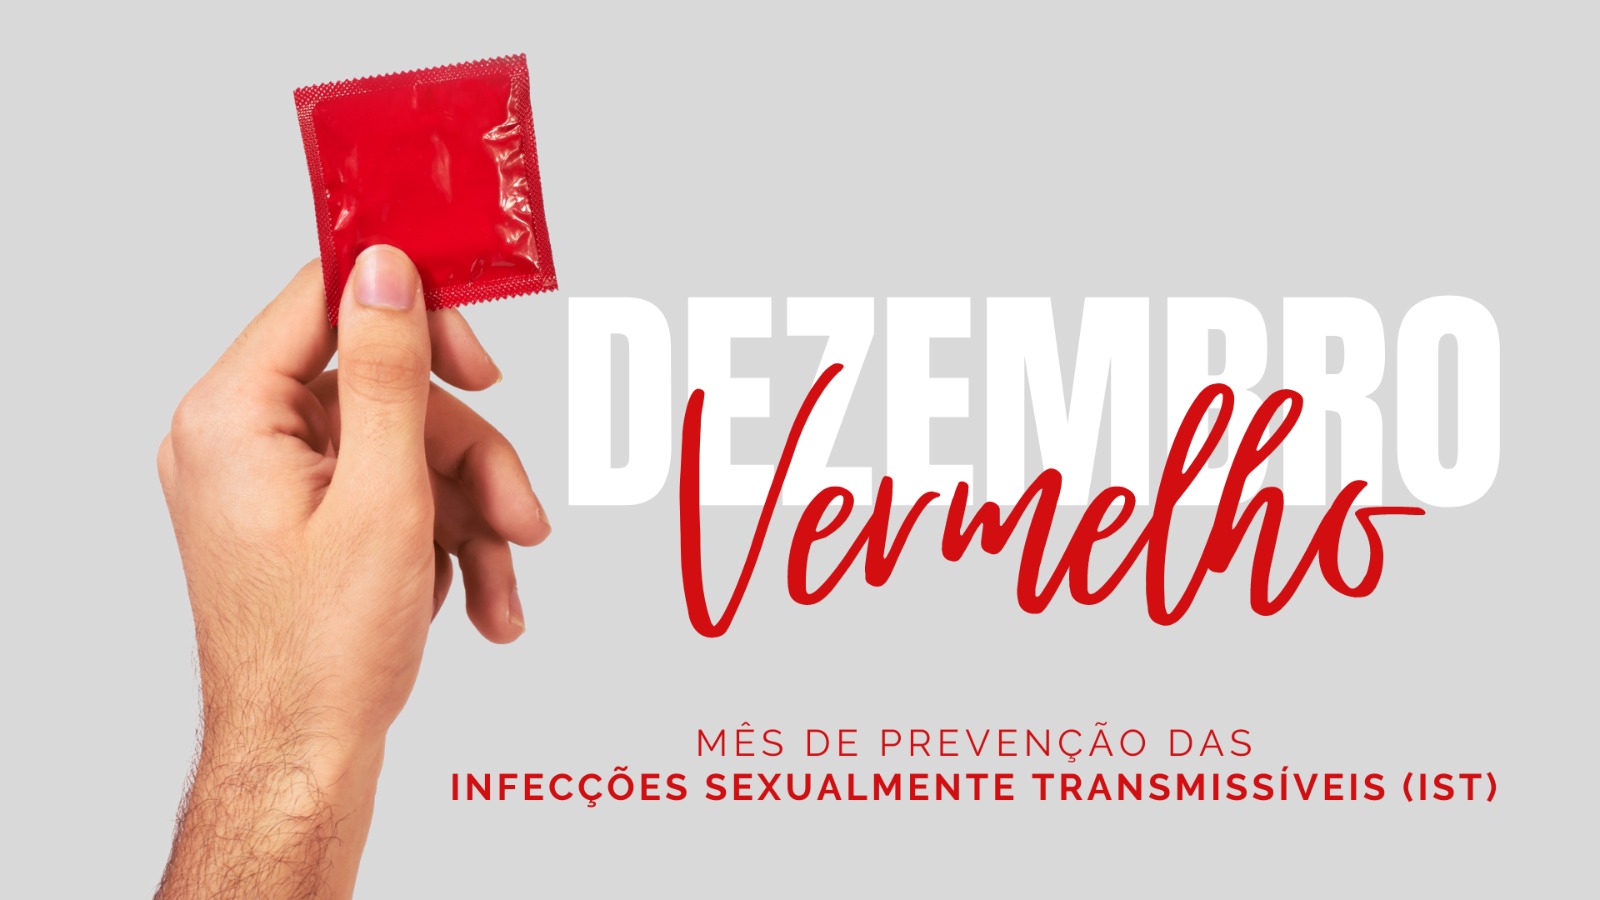 DEZEMBRO
Vermelho
MÊS DE PREVENÇÃO DAS
INFECÇÕES SEXUALMENTE TRANSMISSÍVEIS (IST)